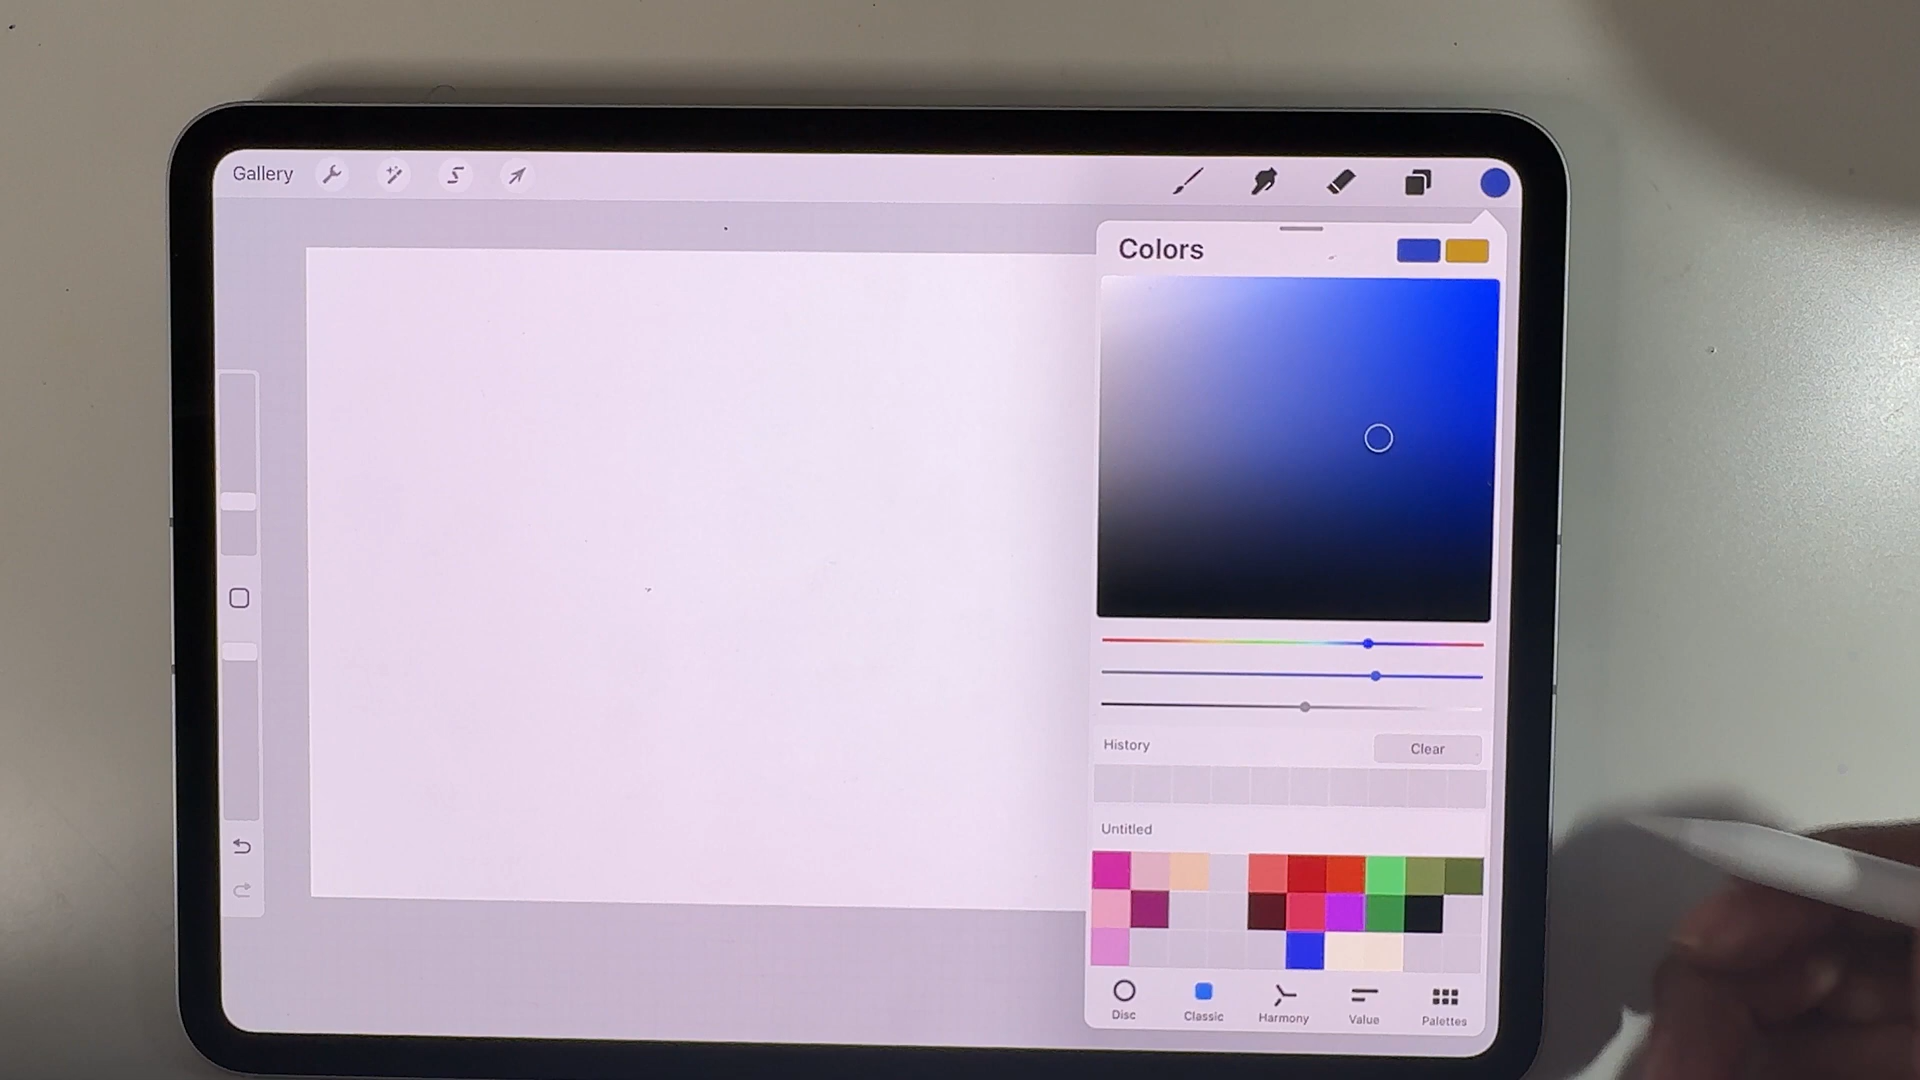 Gallery
Colors
History
Clear
Untitled
Disc
Classic
Harmony
Value
Palettes